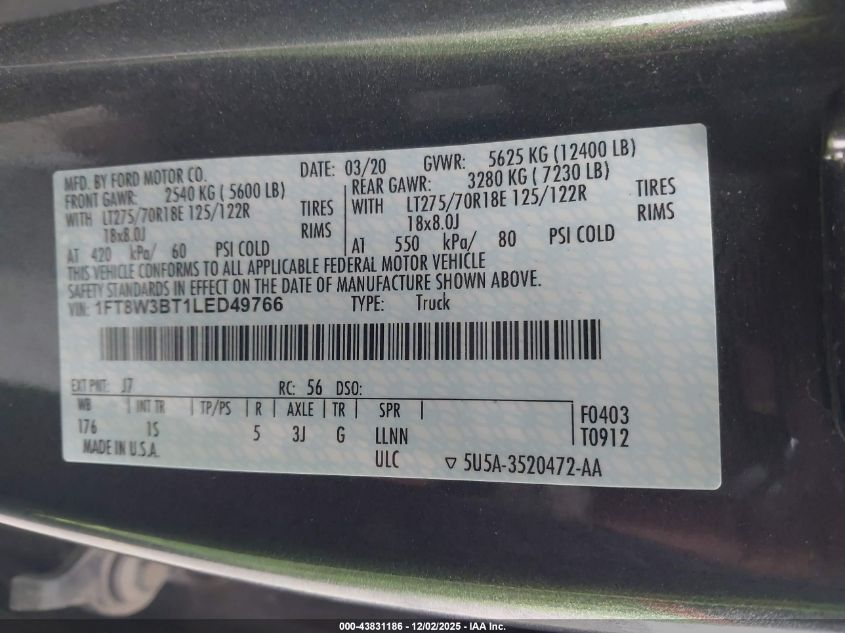 MFD. BY FORD MOTOR CO. DATE: 03/20 GVWR: 5625 KG (12400 LB)
FRONT GAWR: 2540 KG ( 5600 LB) REAR GAWR: 3280 KG ( 7230 LB)
WITH LT275/70R18E 125/122R TIRES WITH LT275/70R18E 125/122R TIRES
18x8.0J RIMS 18x8.0J RIMS
AT 420 kPa/ 60 PSI COLD AT 550 kPa/ 80 PSI COLD
THIS VEHICLE CONFORMS TO ALL APPLICABLE FEDERAL MOTOR VEHICLE
SAFETY STANDARDS IN EFFECT ON THE DATE OF MANUFACTURE SHOWN ABOVE.
VIN: 1FT8W3BT1LED49766 TYPE: Truck
EXT PNT: J7 RC: 56 DSO:
WB INT TR TP/PS R AXLE TR SPR F0403
176 1S 5 3J G LLNN T0912
MADE IN U.S.A. ULC ▽ 5U5A-3520472-AA
000-43831186 - 12/02/2025 - IAA Inc.